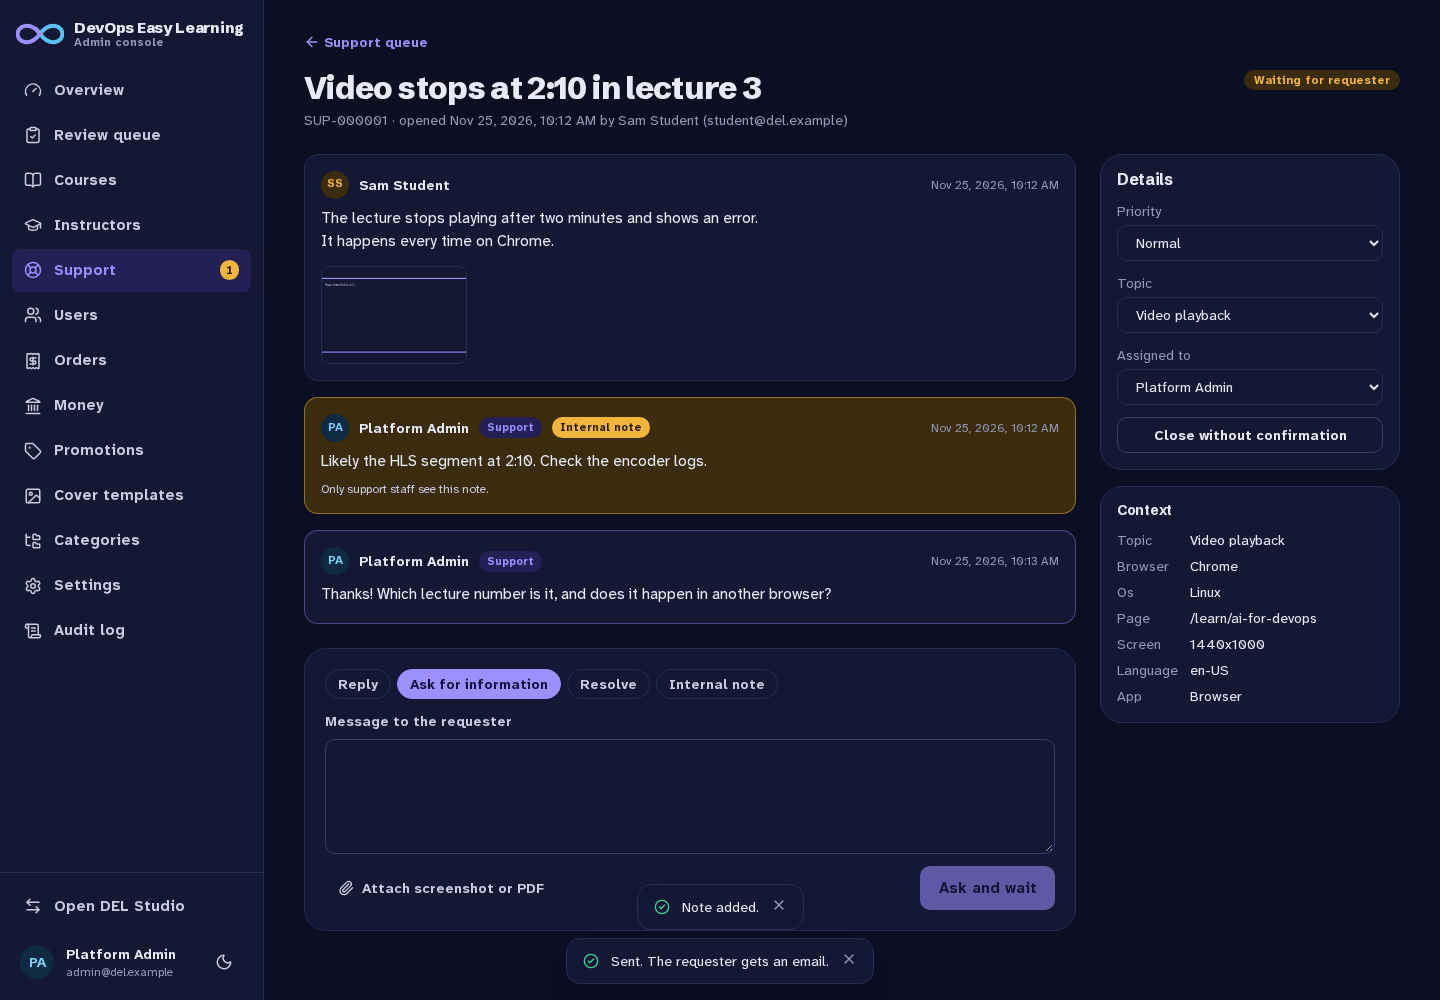 DevOps Easy Learning
Admin console
Overview
Review queue
Courses
Instructors
Support 1
Users
Orders
Money
Promotions
Cover templates
Categories
Settings
Audit log
Open DEL Studio
PA Platform Admin
admin@del.example
Support queue
Video stops at 2:10 in lecture 3
Waiting for requester
SUP-000001 · opened Nov 25, 2026, 10:12 AM by Sam Student (student@del.example)
SS Sam Student Nov 25, 2026, 10:12 AM
The lecture stops playing after two minutes and shows an error.
It happens every time on Chrome.
PA Platform Admin Support Internal note Nov 25, 2026, 10:12 AM
Likely the HLS segment at 2:10. Check the encoder logs.
Only support staff see this note.
PA Platform Admin Support Nov 25, 2026, 10:13 AM
Thanks! Which lecture number is it, and does it happen in another browser?
Reply Ask for information Resolve Internal note
Message to the requester
Attach screenshot or PDF
Ask and wait
Note added.
Sent. The requester gets an email.
Details
Priority
Normal
Topic
Video playback
Assigned to
Platform Admin
Close without confirmation
Context
Topic Video playback
Browser Chrome
Os Linux
Page /learn/ai-for-devops
Screen 1440x1000
Language en-US
App Browser